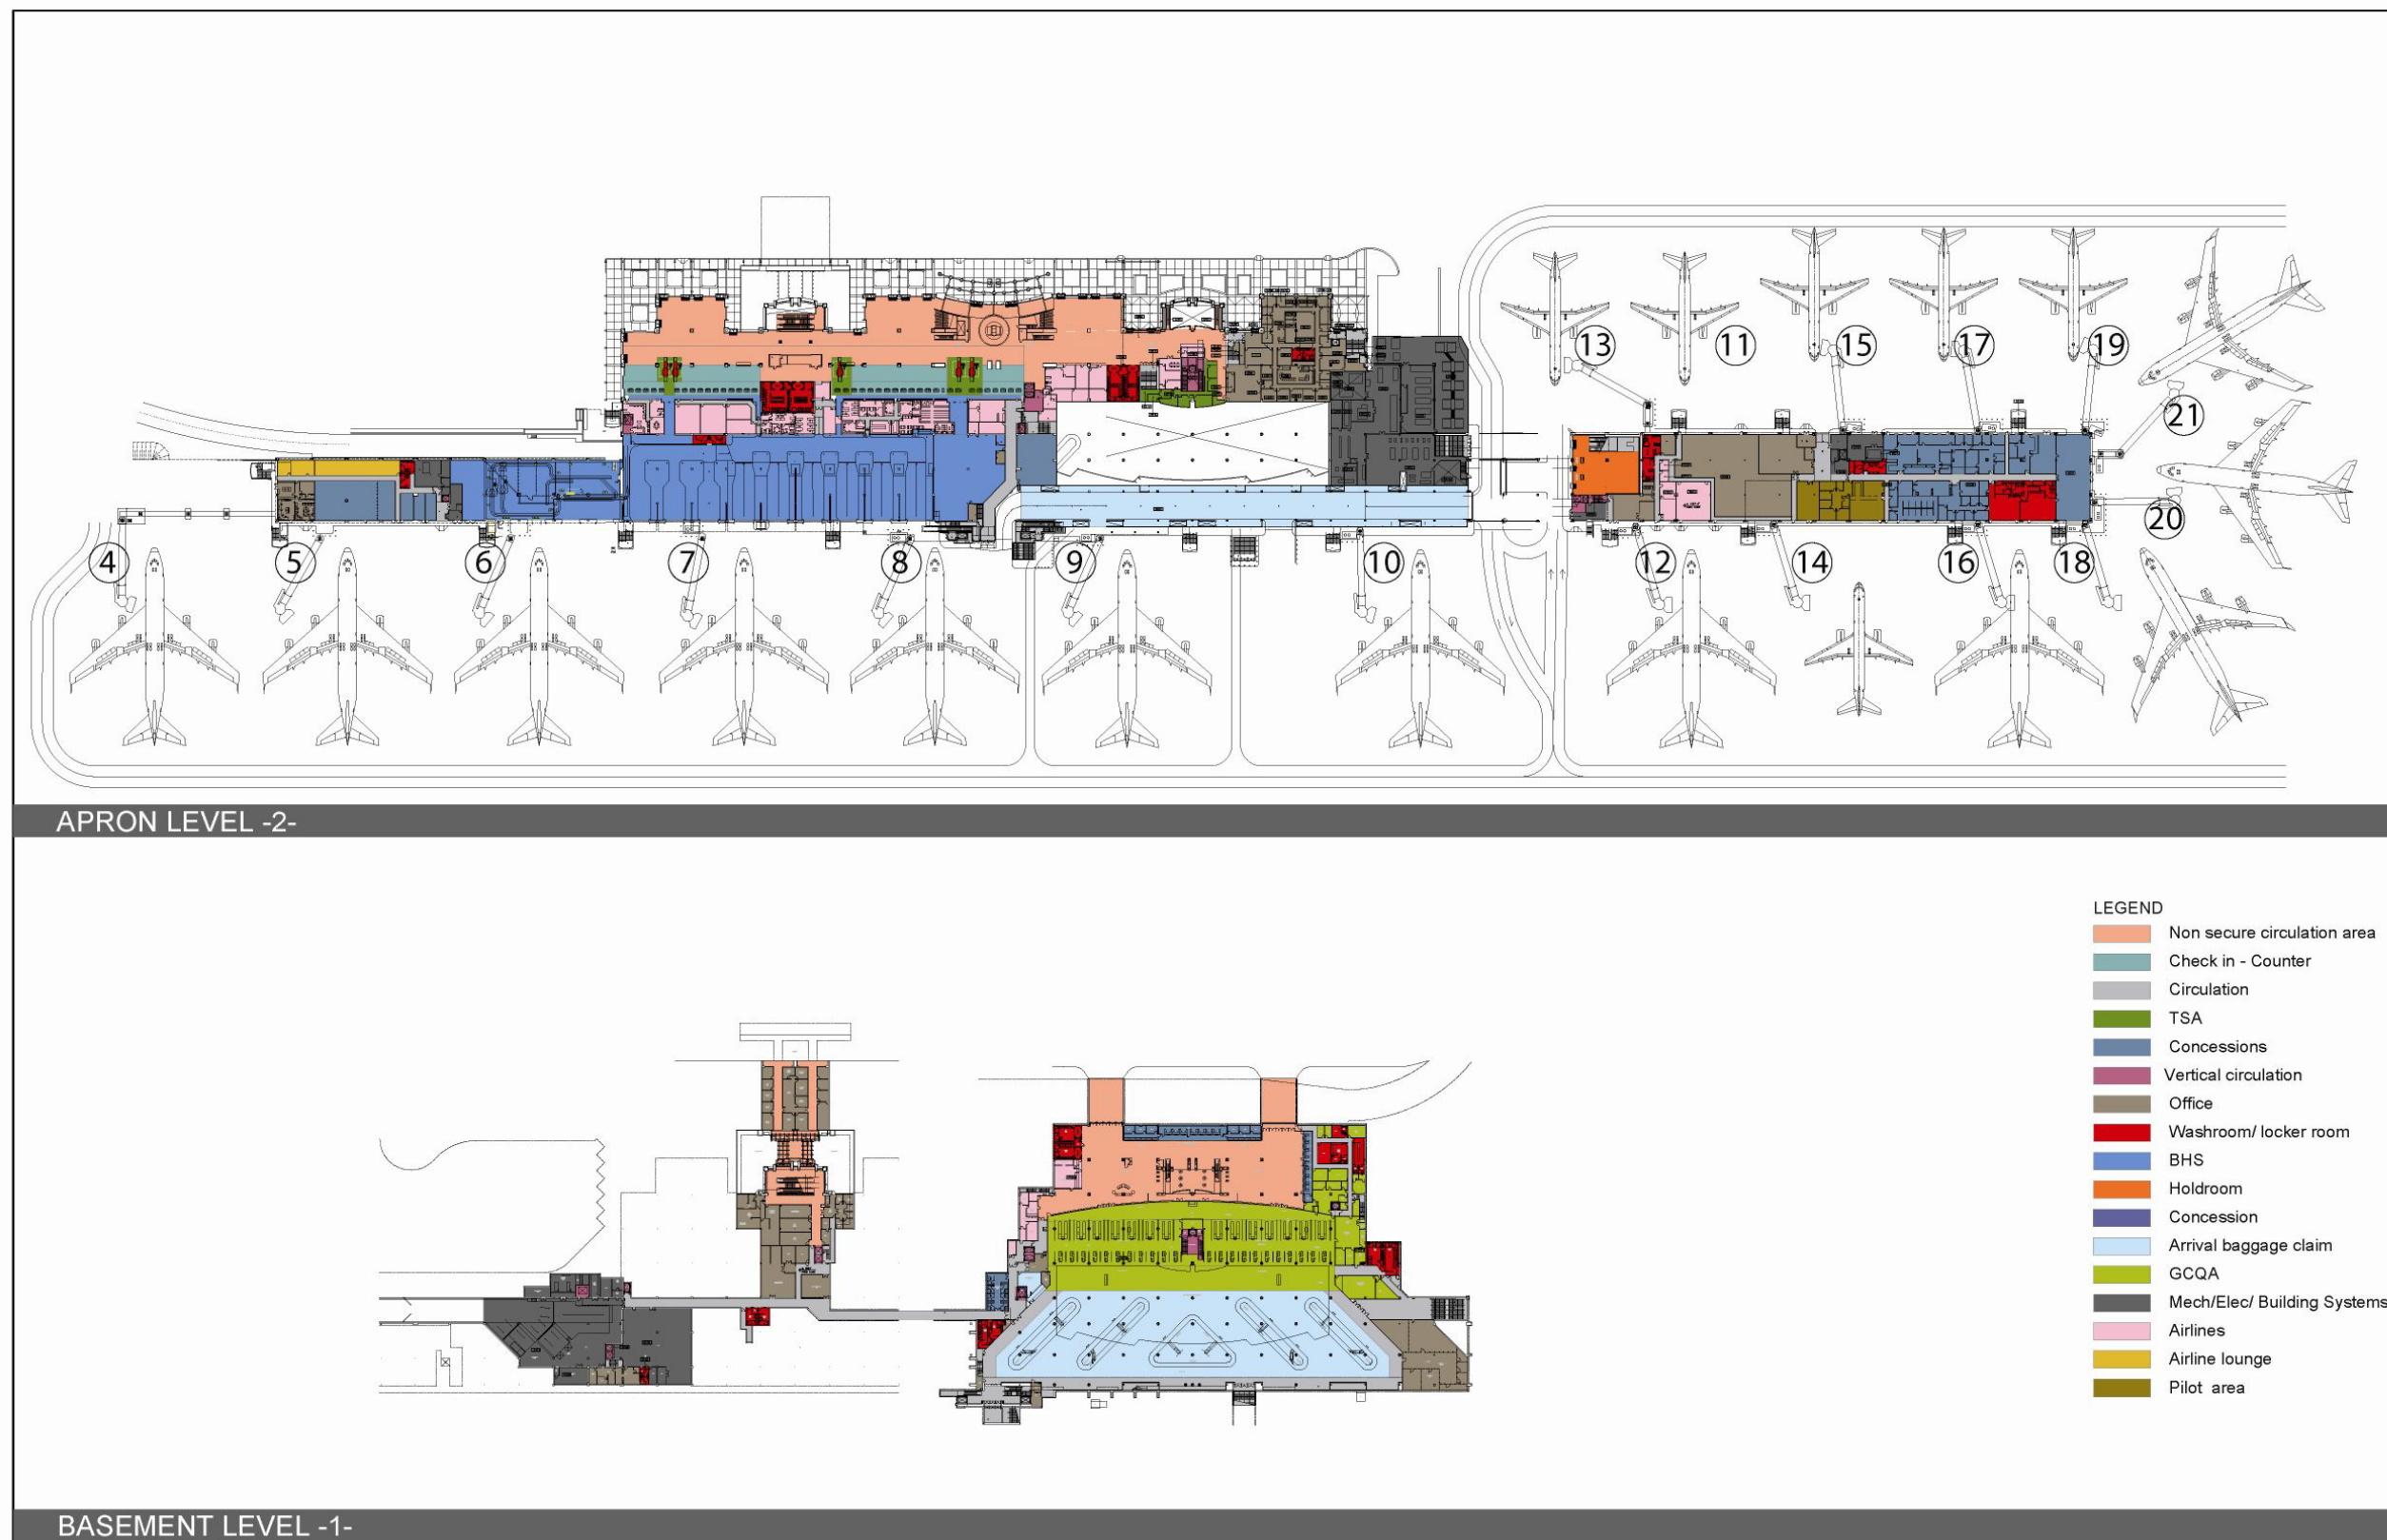 13
11
15
17
19
21
20
4
5
6
7
8
9
10
12
14
16
18
APRON LEVEL -2-
LEGEND
Non secure circulation area
Check in - Counter
Circulation
TSA
Concessions
Vertical circulation
Office
Washroom/ locker room
BHS
Holdroom
Concession
Arrival baggage claim
GCQA
Mech/Elec/ Building Systems
Airlines
Airline lounge
Pilot area
BASEMENT LEVEL -1-